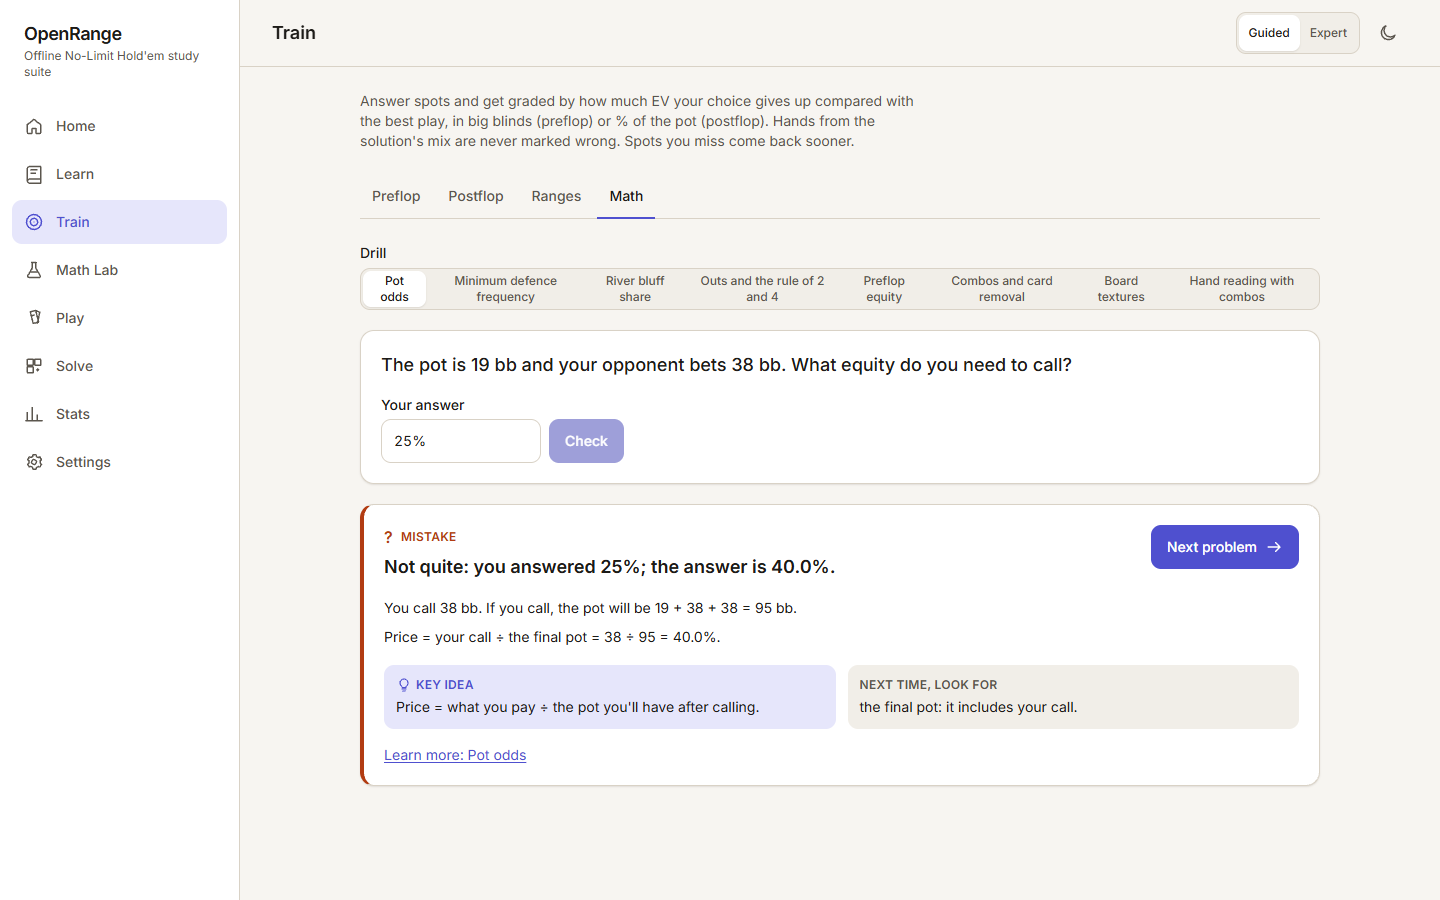 OpenRange
Offline No-Limit Hold'em study
suite
Home
Learn
Train
Math Lab
Play
Solve
Stats
Settings
Train
Guided
Expert
Answer spots and get graded by how much EV your choice gives up compared with
the best play, in big blinds (preflop) or % of the pot (postflop). Hands from the
solution's mix are never marked wrong. Spots you miss come back sooner.
Preflop
Postflop
Ranges
Math
Drill
Pot
odds
Minimum defence
frequency
River bluff
share
Outs and the rule of 2
and 4
Preflop
equity
Combos and card
removal
Board
textures
Hand reading with
combos
The pot is 19 bb and your opponent bets 38 bb. What equity do you need to call?
Your answer
25%
Check
? MISTAKE
Not quite: you answered 25%; the answer is 40.0%.
Next problem →
You call 38 bb. If you call, the pot will be 19 + 38 + 38 = 95 bb.
Price = your call ÷ the final pot = 38 ÷ 95 = 40.0%.
KEY IDEA
Price = what you pay ÷ the pot you'll have after calling.
NEXT TIME, LOOK FOR
the final pot: it includes your call.
Learn more: Pot odds